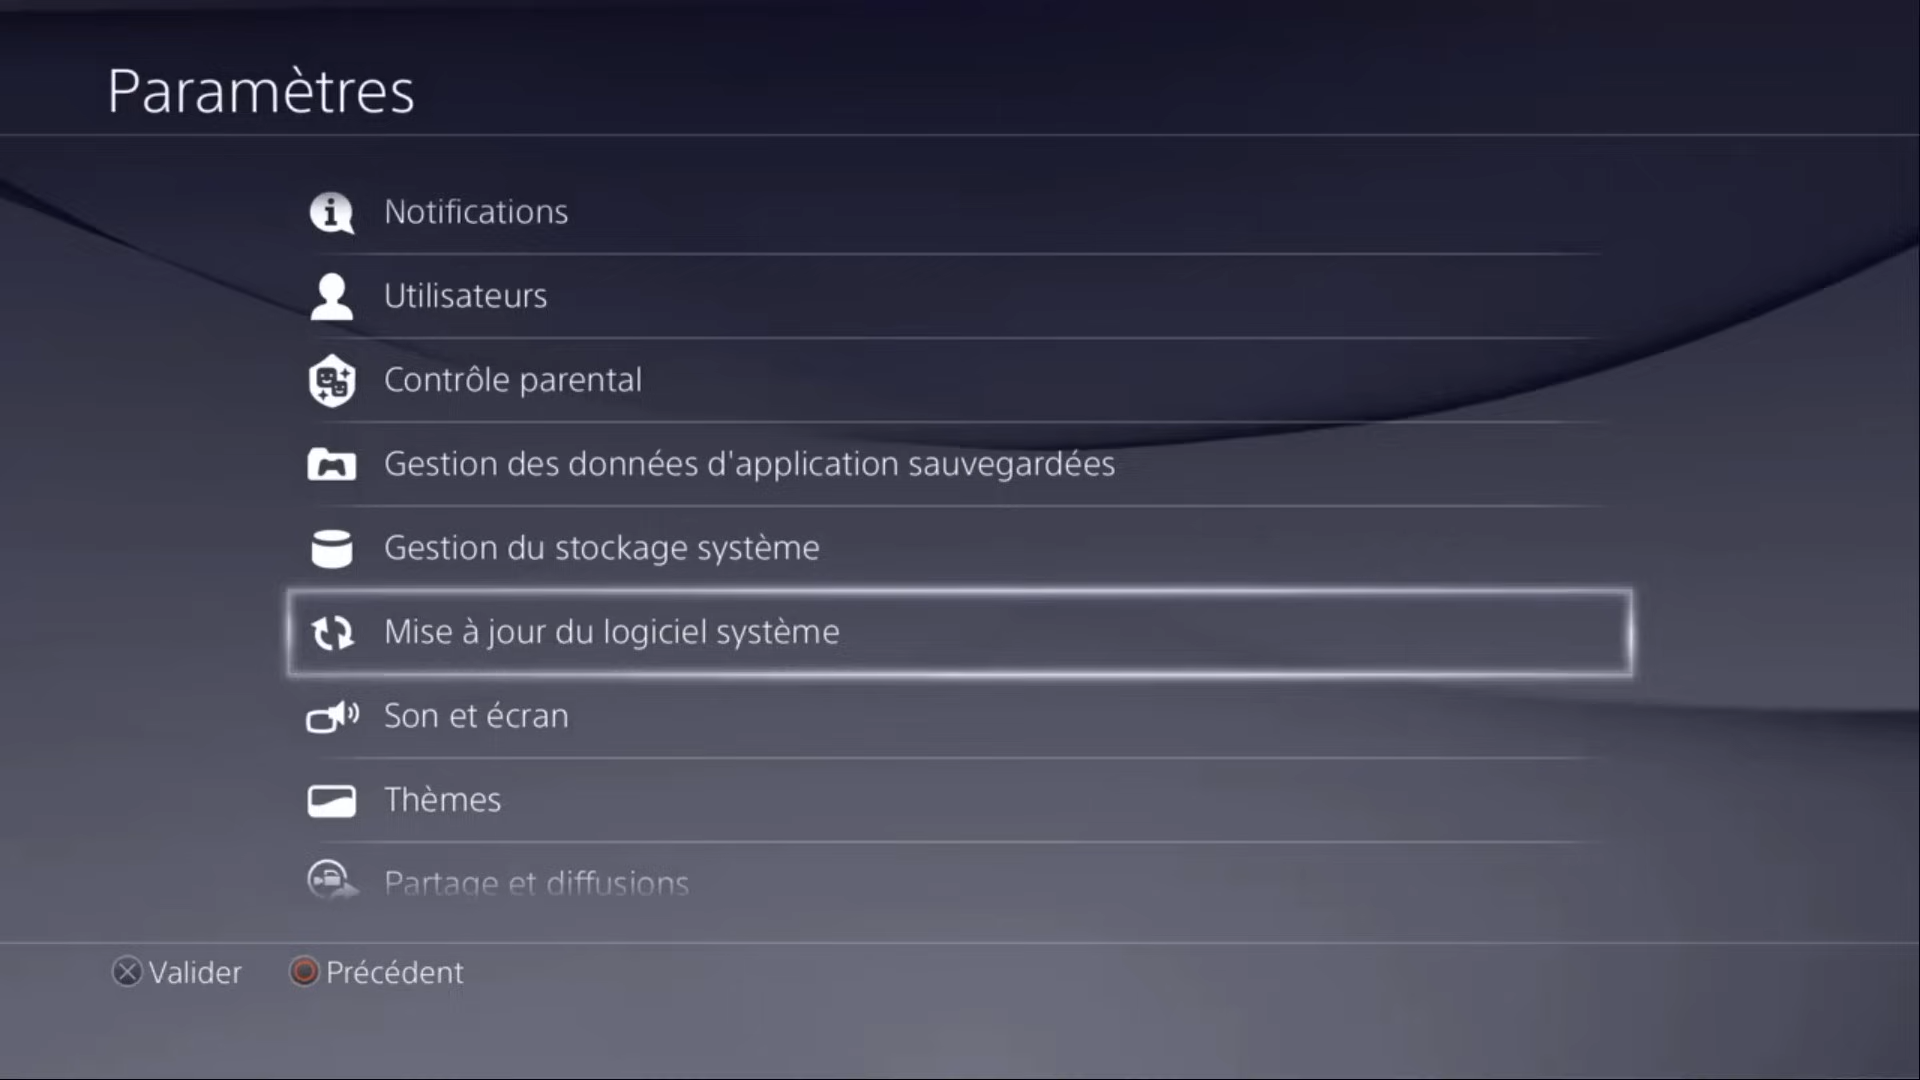 Paramètres
Notifications
Utilisateurs
Contrôle parental
Gestion des données d'application sauvegardées
Gestion du stockage système
Mise à jour du logiciel système
Son et écran
Thèmes
Partage et diffusions
Valider Précédent